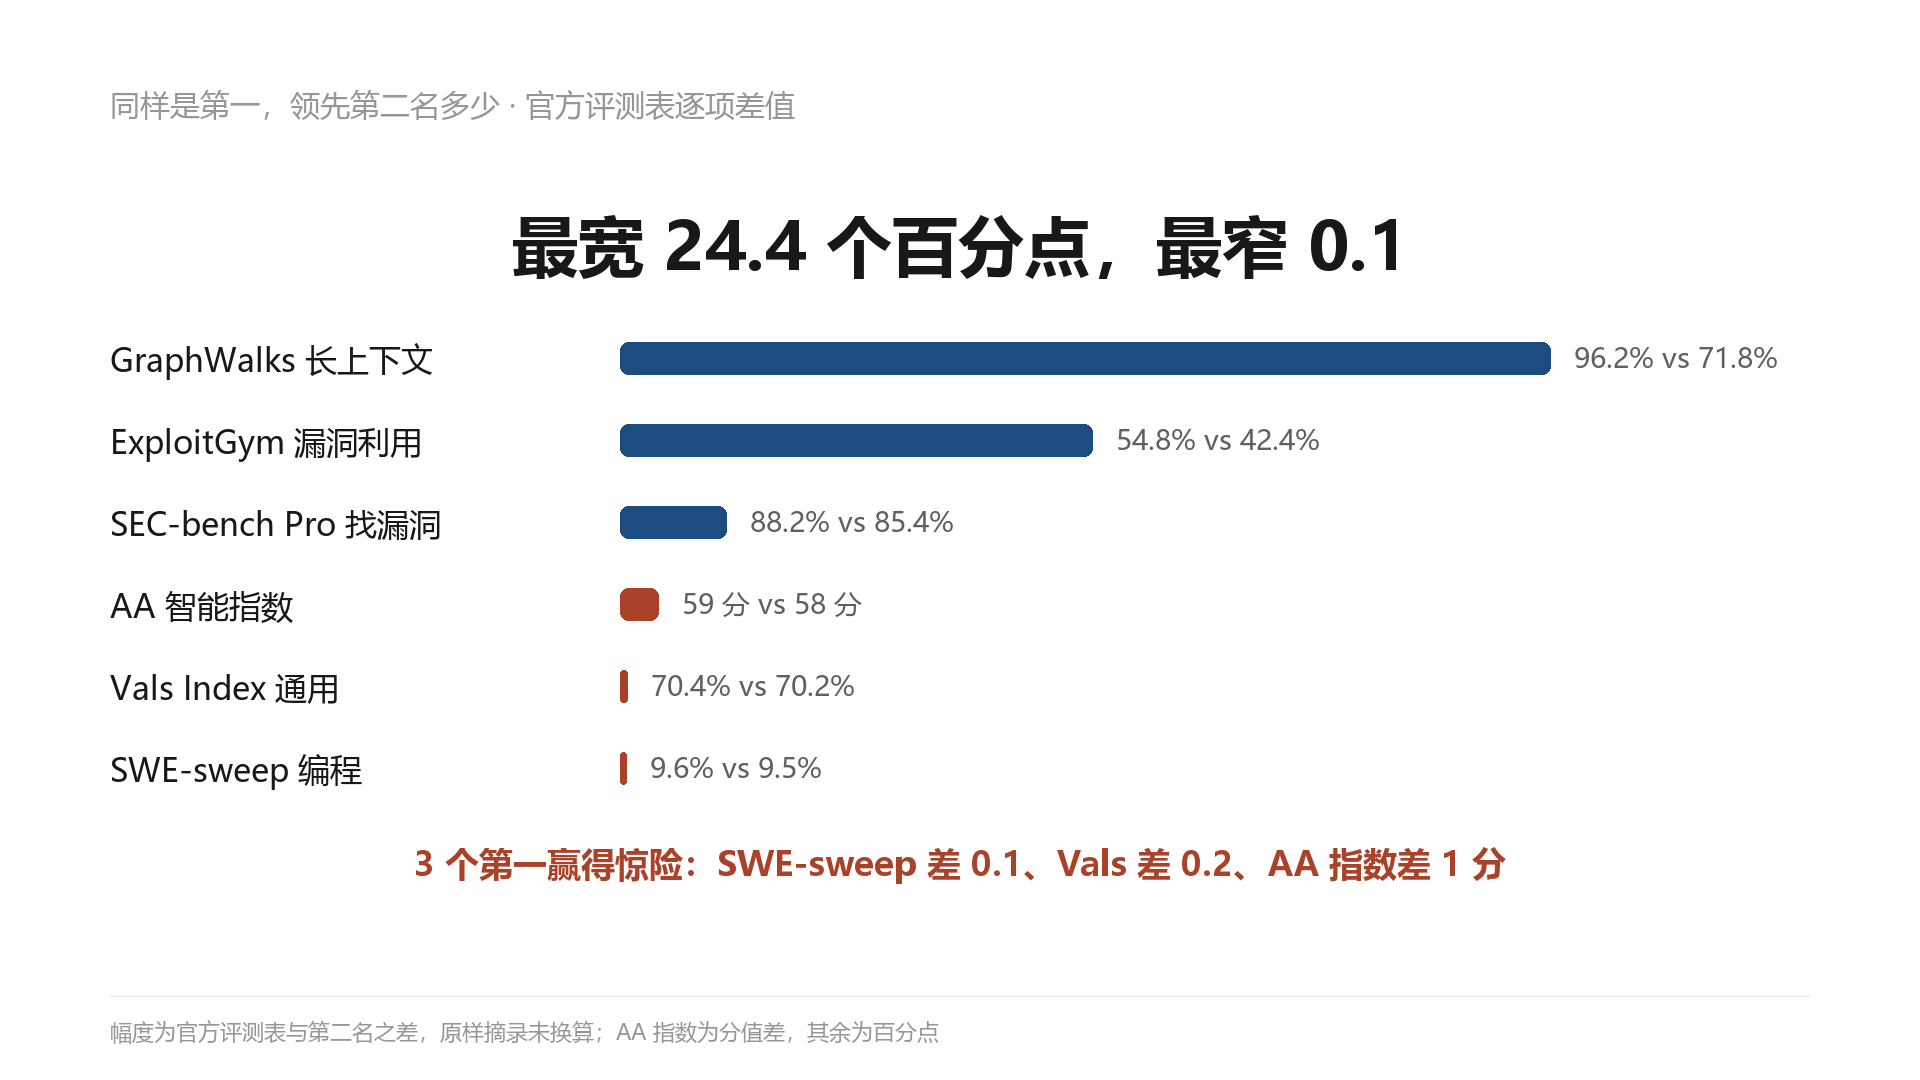 同样是第一，领先第二名多少 · 官方评测表逐项差值
最宽 24.4 个百分点，最窄 0.1
GraphWalks 长上下文 96.2% vs 71.8%
ExploitGym 漏洞利用 54.8% vs 42.4%
SEC-bench Pro 找漏洞 88.2% vs 85.4%
AA 智能指数 59 分 vs 58 分
Vals Index 通用 70.4% vs 70.2%
SWE-sweep 编程 9.6% vs 9.5%
3 个第一赢得惊险：SWE-sweep 差 0.1、Vals 差 0.2、AA 指数差 1 分
幅度为官方评测表与第二名之差，原样摘录未换算；AA 指数为分值差，其余为百分点